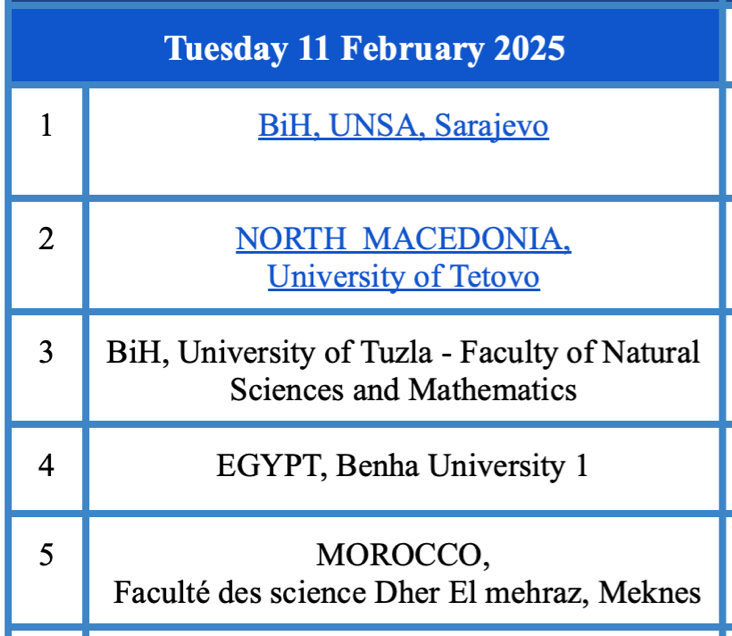 Tuesday 11 February 2025
1
BiH, UNSA, Sarajevo
2
NORTH MACEDONIA,
University of Tetovo
3
BiH, University of Tuzla - Faculty of Natural
Sciences and Mathematics
4
EGYPT, Benha University 1
5
MOROCCO,
Faculté des science Dher El mehraz, Meknes